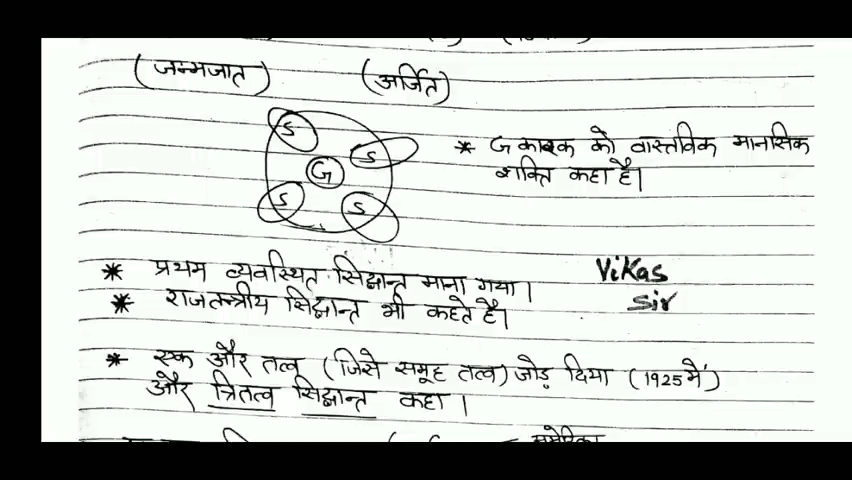 (जन्मजात) (अर्जित)
S
S
G
S
S
* G कारक को वास्तविक मानसिक
शक्ति कहा है।
* प्रथम व्यवस्थित सिद्धान्त माना गया।
* राजतन्त्रीय सिद्धान्त भी कहते है।
Vikas
Sir
* एक और तत्व (जिसे समूह तत्व) जोड़ दिया (1925 में)
और त्रितत्व सिद्धान्त कहा।